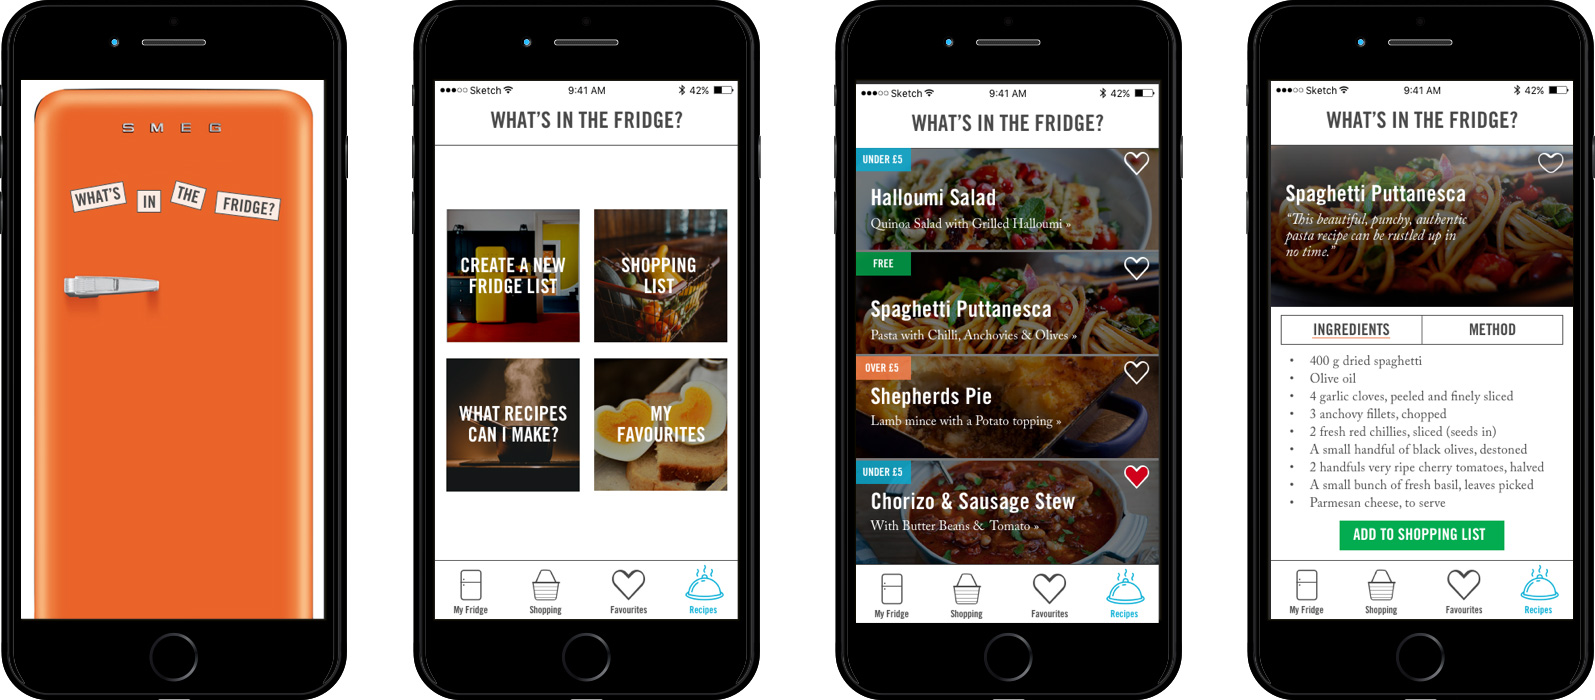 SMEG
WHAT'S IN THE FRIDGE?
Sketch 9:41 AM 42%
WHAT'S IN THE FRIDGE?
CREATE A NEW
FRIDGE LIST
SHOPPING
LIST
WHAT RECIPES
CAN I MAKE?
MY
FAVOURITES
My Fridge Shopping Favourites Recipes
Sketch 9:41 AM 42%
WHAT'S IN THE FRIDGE?
UNDER £5
Halloumi Salad
Quinoa Salad with Grilled Halloumi »
FREE
Spaghetti Puttanesca
Pasta with Chilli, Anchovies & Olives »
OVER £5
Shepherds Pie
Lamb mince with a Potato topping »
UNDER £5
Chorizo & Sausage Stew
With Butter Beans & Tomato »
My Fridge Shopping Favourites Recipes
Sketch 9:41 AM 42%
WHAT'S IN THE FRIDGE?
Spaghetti Puttanesca
“This beautiful, punchy, authentic
pasta recipe can be rustled up in
no time.”
INGREDIENTS METHOD
• 400 g dried spaghetti
• Olive oil
• 4 garlic cloves, peeled and finely sliced
• 3 anchovy fillets, chopped
• 2 fresh red chillies, sliced (seeds in)
• A small handful of black olives, destoned
• 2 handfuls very ripe cherry tomatoes, halved
• A small bunch of fresh basil, leaves picked
• Parmesan cheese, to serve
ADD TO SHOPPING LIST
My Fridge Shopping Favourites Recipes